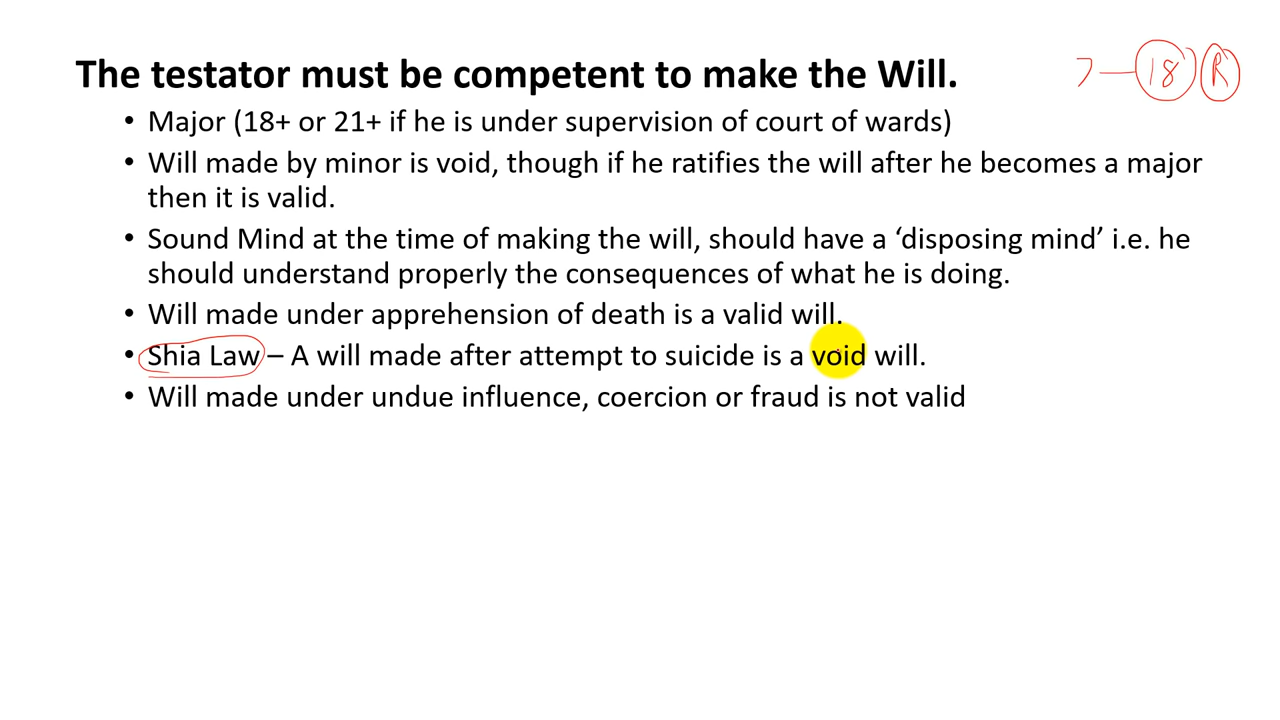 The testator must be competent to make the Will.
7 — 18 R
• Major (18+ or 21+ if he is under supervision of court of wards)
• Will made by minor is void, though if he ratifies the will after he becomes a major
then it is valid.
• Sound Mind at the time of making the will, should have a ‘disposing mind’ i.e. he
should understand properly the consequences of what he is doing.
• Will made under apprehension of death is a valid will.
• Shia Law – A will made after attempt to suicide is a void will.
• Will made under undue influence, coercion or fraud is not valid